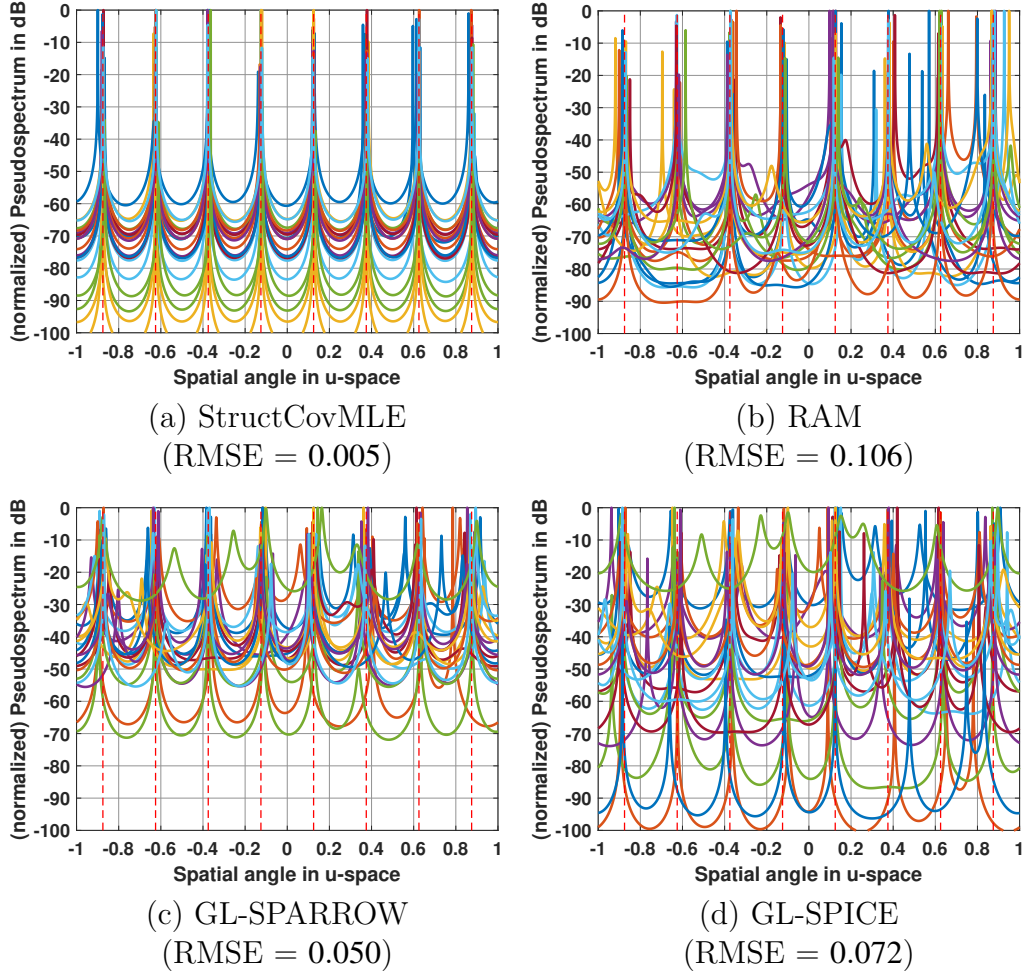 (normalized) Pseudospectrum in dB
0
-10
-20
-30
-40
-50
-60
-70
-80
-90
-100
-1 -0.8 -0.6 -0.4 -0.2 0 0.2 0.4 0.6 0.8 1
Spatial angle in u-space
(a) StructCovMLE
(RMSE = 0.005)
(normalized) Pseudospectrum in dB
0
-10
-20
-30
-40
-50
-60
-70
-80
-90
-100
-1 -0.8 -0.6 -0.4 -0.2 0 0.2 0.4 0.6 0.8 1
Spatial angle in u-space
(b) RAM
(RMSE = 0.106)
(normalized) Pseudospectrum in dB
0
-10
-20
-30
-40
-50
-60
-70
-80
-90
-100
-1 -0.8 -0.6 -0.4 -0.2 0 0.2 0.4 0.6 0.8 1
Spatial angle in u-space
(c) GL-SPARROW
(RMSE = 0.050)
(normalized) Pseudospectrum in dB
0
-10
-20
-30
-40
-50
-60
-70
-80
-90
-100
-1 -0.8 -0.6 -0.4 -0.2 0 0.2 0.4 0.6 0.8 1
Spatial angle in u-space
(d) GL-SPICE
(RMSE = 0.072)